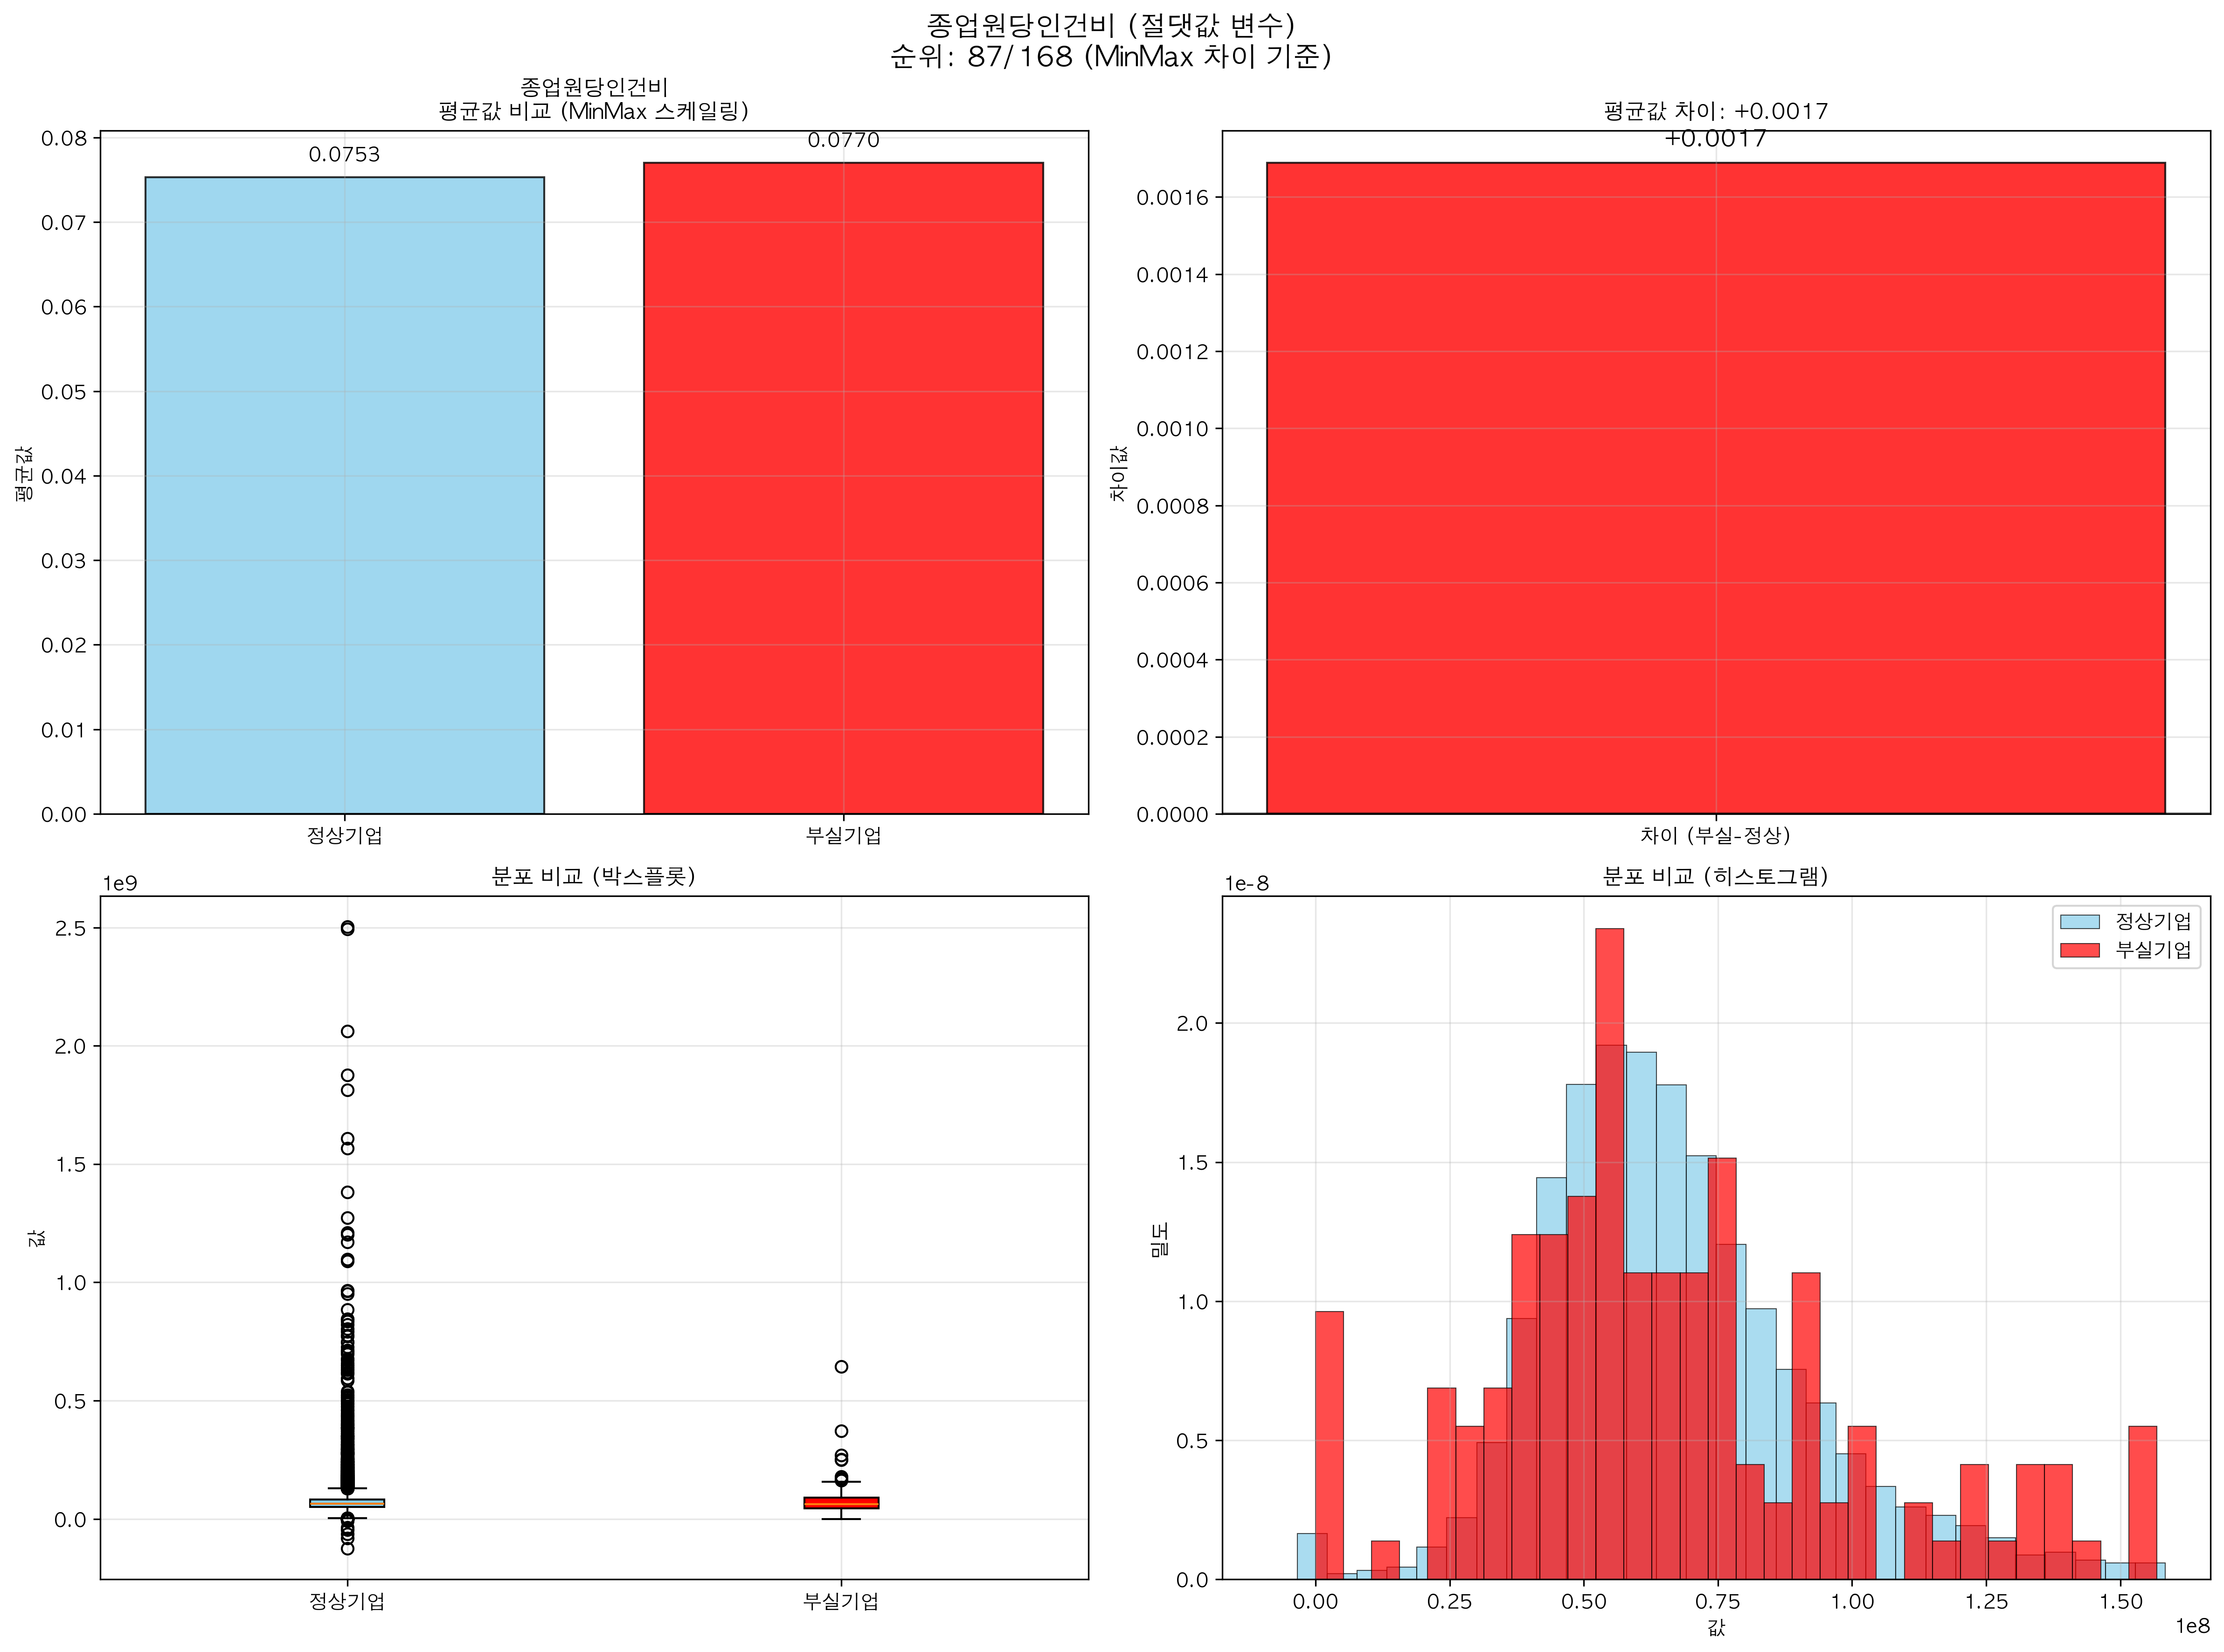 종업원당인건비 (절댓값 변수)
순위: 87/168 (MinMax 차이 기준)
종업원당인건비
평균값 비교 (MinMax 스케일링)
0.08
0.07
0.06
0.05
0.04
0.03
0.02
0.01
0.00
평균값
0.0753
0.0770
정상기업
부실기업
평균값 차이: +0.0017
+0.0017
0.0016
0.0014
0.0012
0.0010
0.0008
0.0006
0.0004
0.0002
0.0000
차이값
차이 (부실-정상)
분포 비교 (박스플롯)
1e9
2.5
2.0
1.5
1.0
0.5
0.0
값
정상기업
부실기업
분포 비교 (히스토그램)
1e-8
정상기업
부실기업
2.0
1.5
1.0
0.5
0.0
밀도
0.00
0.25
0.50
0.75
1.00
1.25
1.50
값
1e8